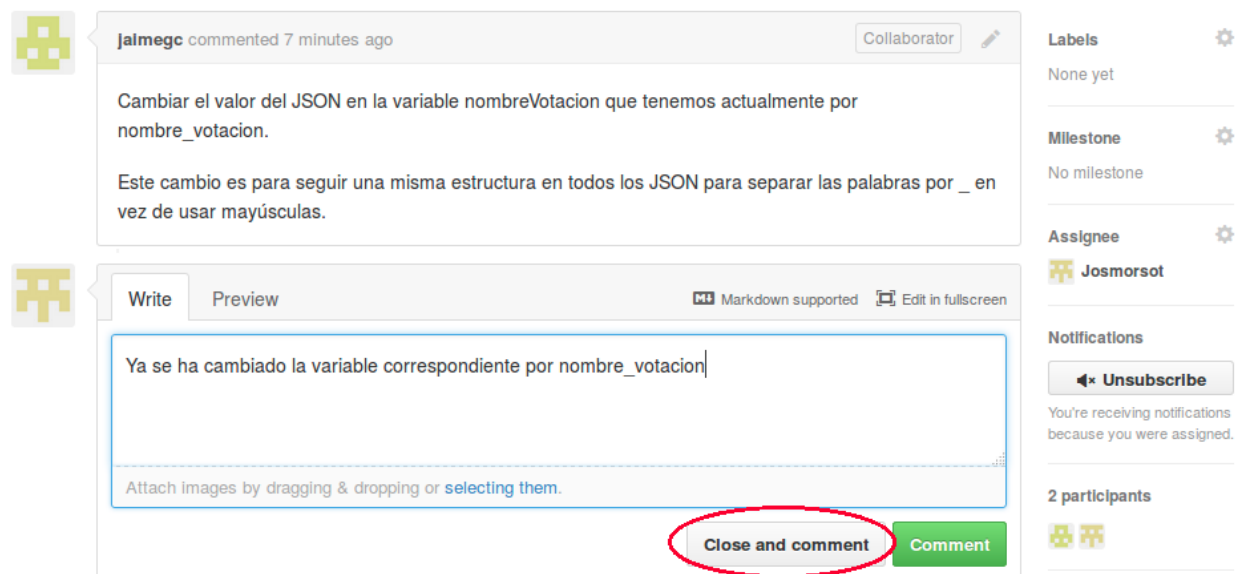 jaimegc commented 7 minutes ago
Collaborator
Cambiar el valor del JSON en la variable nombreVotacion que tenemos actualmente por
nombre_votacion.
Este cambio es para seguir una misma estructura en todos los JSON para separar las palabras por _ en
vez de usar mayúsculas.
Write
Preview
Markdown supported
Edit in fullscreen
Ya se ha cambiado la variable correspondiente por nombre_votacion
Attach images by dragging & dropping or selecting them.
Close and comment
Comment
Labels
None yet
Milestone
No milestone
Assignee
Josmorsot
Notifications
Unsubscribe
You're receiving notifications
because you were assigned.
2 participants